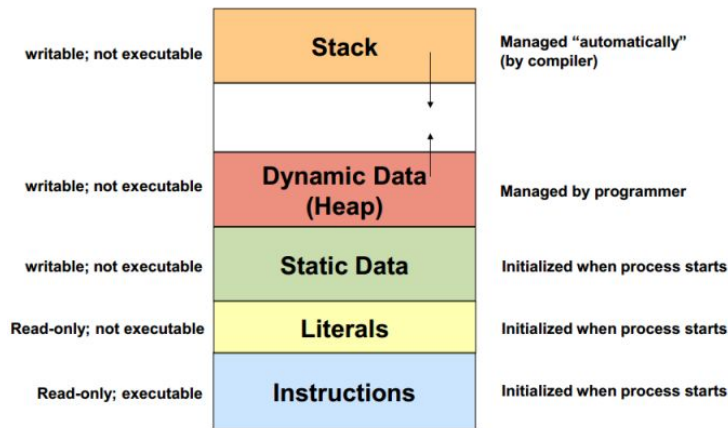 writable; not executable
Stack
Managed “automatically”
(by compiler)
writable; not executable
Dynamic Data
(Heap)
Managed by programmer
writable; not executable
Static Data
Initialized when process starts
Read-only; not executable
Literals
Initialized when process starts
Read-only; executable
Instructions
Initialized when process starts